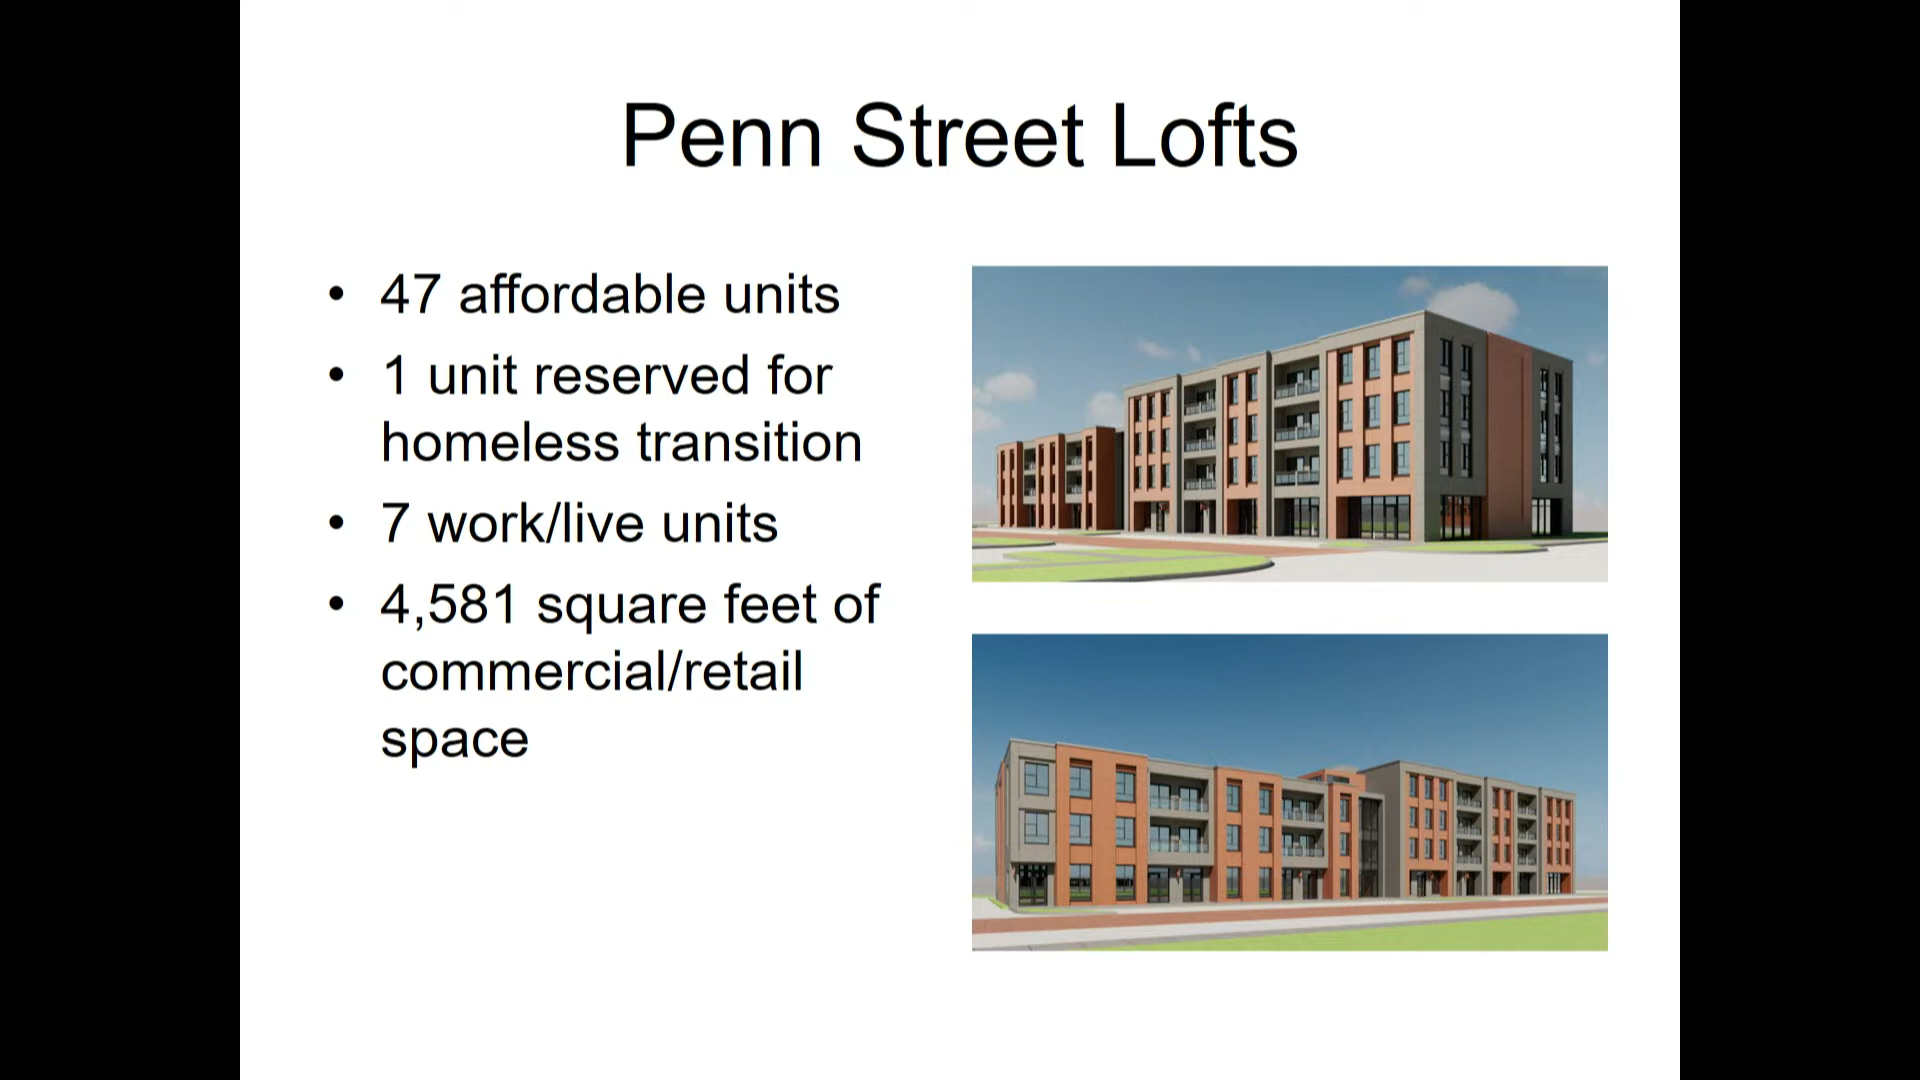 Penn Street Lofts
• 47 affordable units
• 1 unit reserved for
homeless transition
• 7 work/live units
• 4,581 square feet of
commercial/retail
space